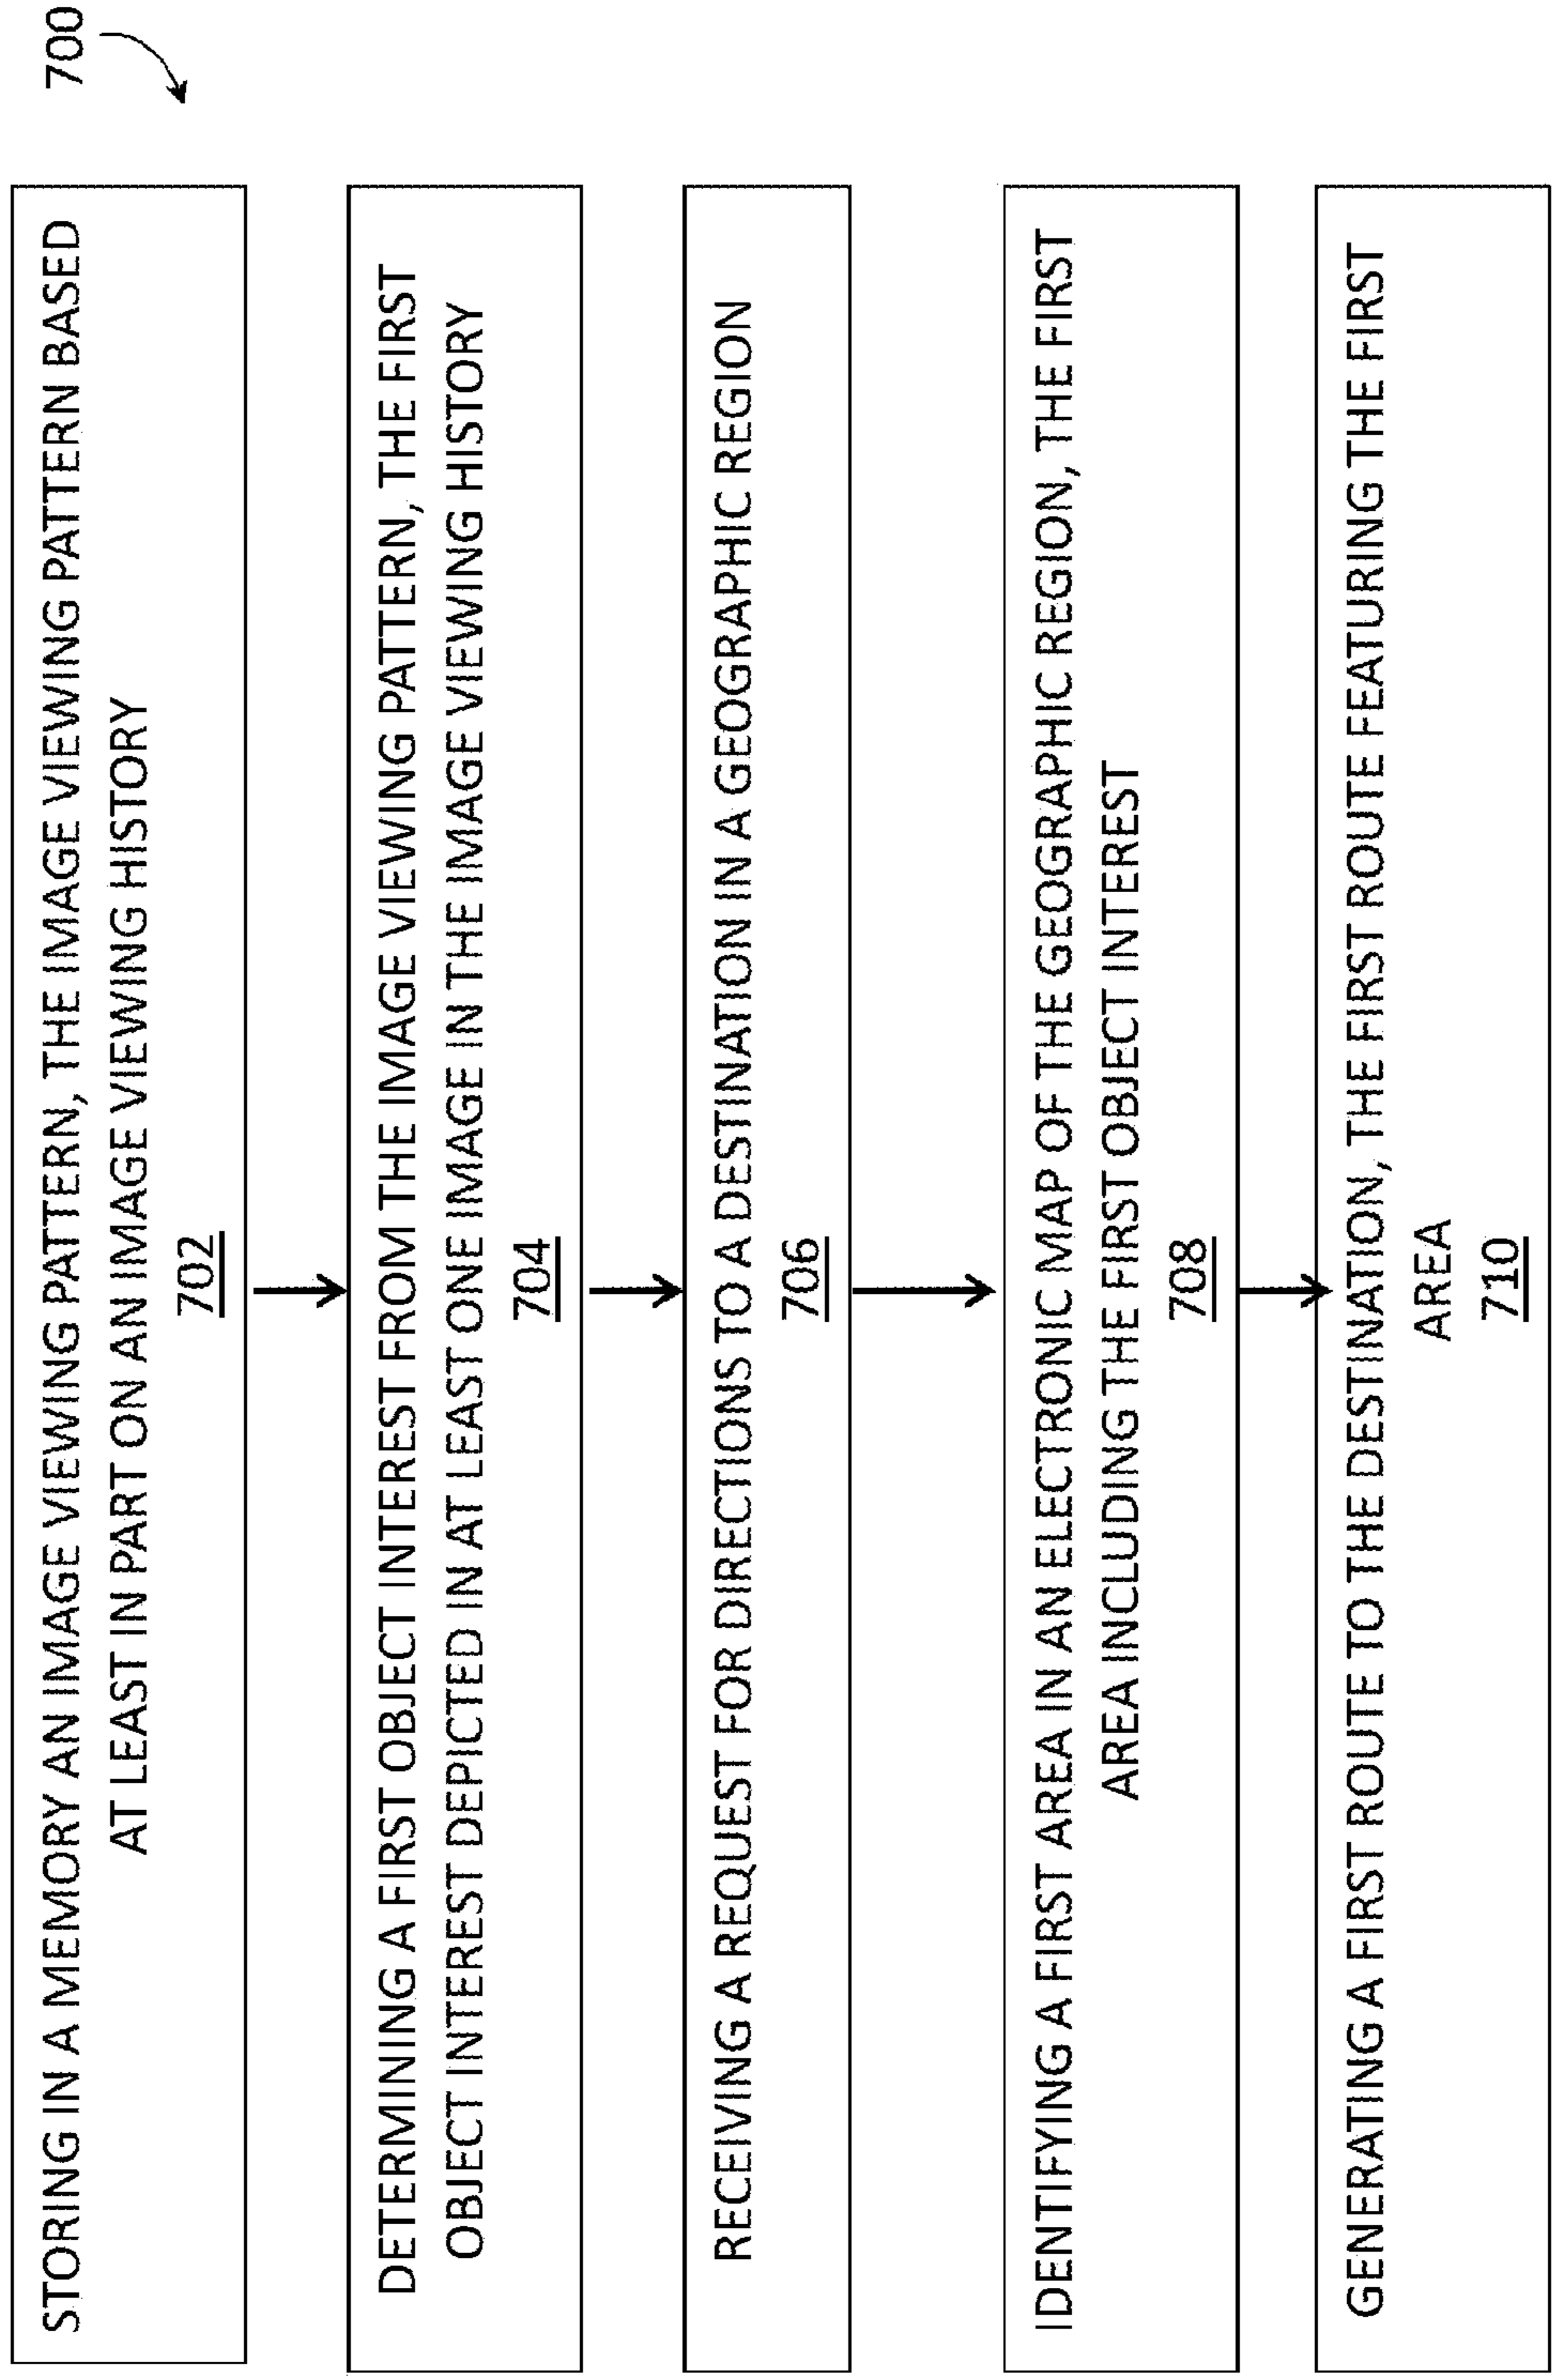 700
STORING IN A MEMORY AN IMAGE VIEWING PATTERN, THE IMAGE VIEWING PATTERN BASED
AT LEAST IN PART ON AN IMAGE VIEWING HISTORY
702
DETERMINING A FIRST OBJECT INTEREST FROM THE IMAGE VIEWING PATTERN, THE FIRST
OBJECT INTEREST DEPICTED IN AT LEAST ONE IMAGE IN THE IMAGE VIEWING HISTORY
704
RECEIVING A REQUEST FOR DIRECTIONS TO A DESTINATION IN A GEOGRAPHIC REGION
706
IDENTIFYING A FIRST AREA IN AN ELECTRONIC MAP OF THE GEOGRAPHIC REGION, THE FIRST
AREA INCLUDING THE FIRST OBJECT INTEREST
708
GENERATING A FIRST ROUTE TO THE DESTINATION, THE FIRST ROUTE FEATURING THE FIRST
AREA
710